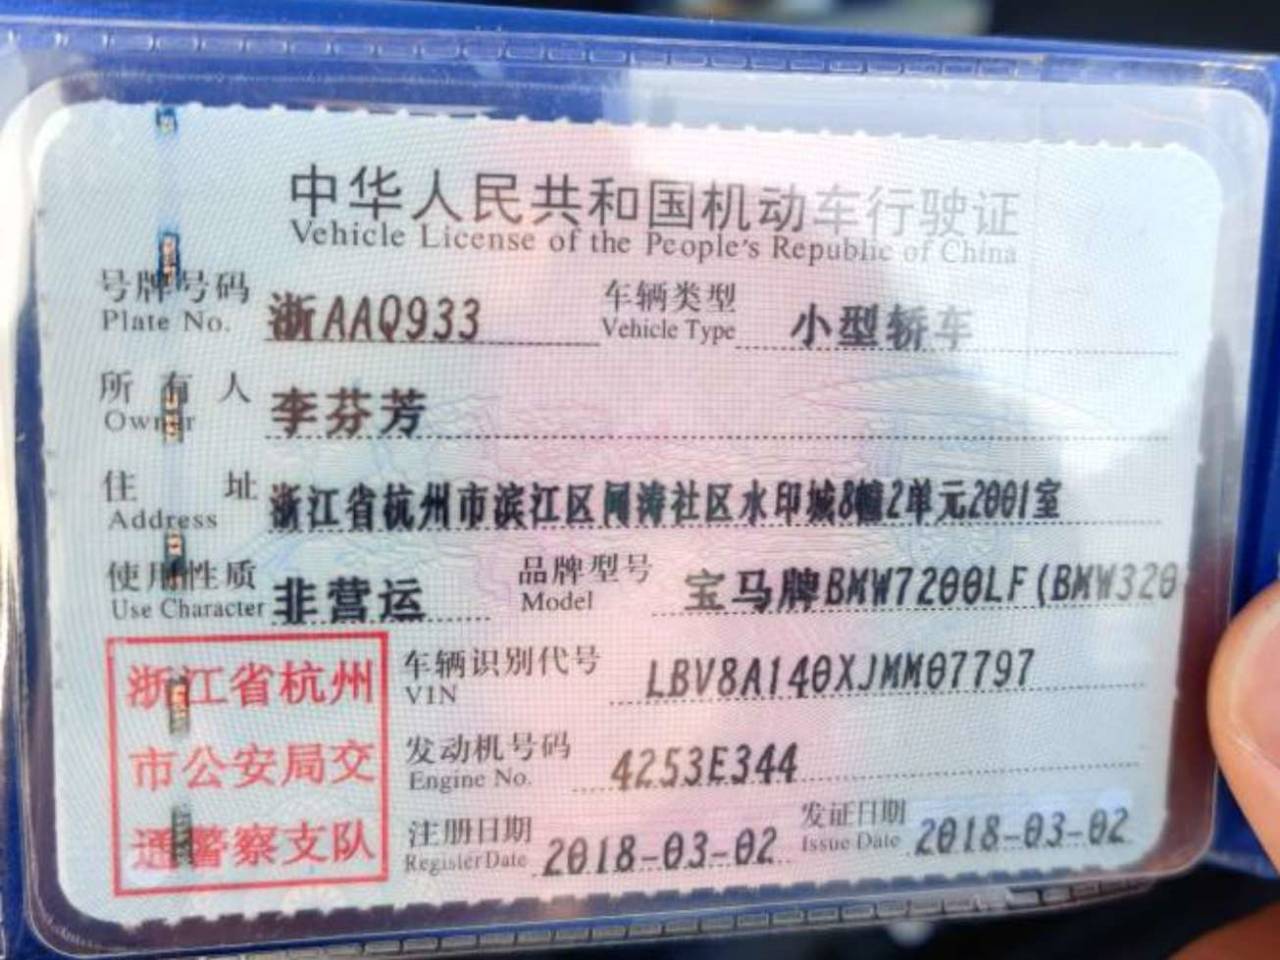 中华人民共和国机动车行驶证
Vehicle License of the People's Republic of China
号牌号码 浙AAQ933 车辆类型 小型轿车
Plate No. Vehicle Type
所有人 李芬芳
Owner
住址 浙江省杭州市滨江区闻涛社区水印城8幢2单元2001室
Address
使用性质 非营运 品牌型号 宝马牌BMW7200LF(BMW320
Use Character Model
浙江省杭州
市公安局交
通警察支队
车辆识别代号 LBV8A140XJMM07797
VIN
发动机号码 4253E344
Engine No.
注册日期 2018-03-02 发证日期 2018-03-02
Register Date Issue Date